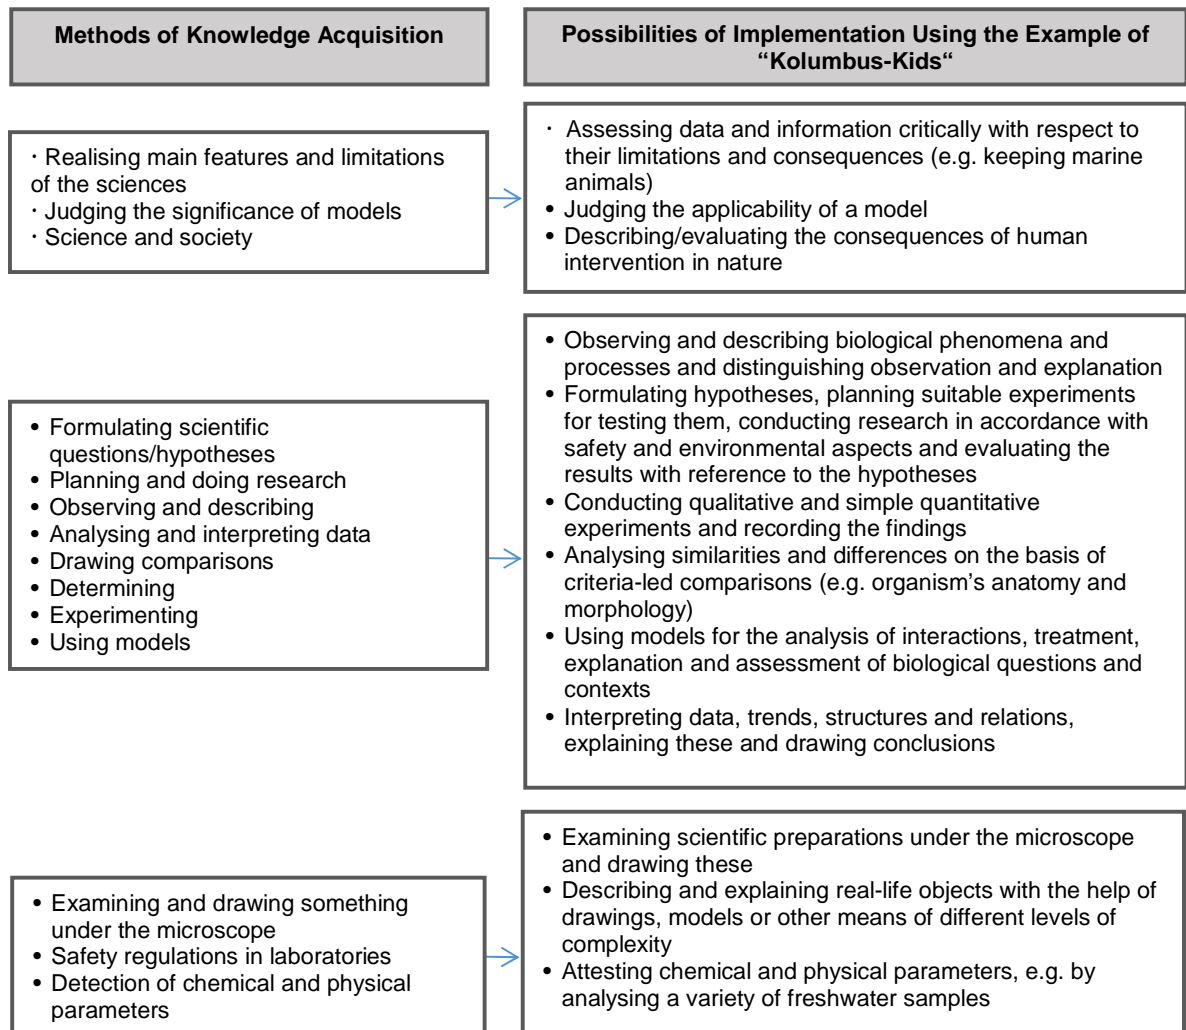 Methods of Knowledge Acquisition
Possibilities of Implementation Using the Example of
“Kolumbus-Kids“
· Realising main features and limitations
of the sciences
· Judging the significance of models
· Science and society
· Assessing data and information critically with respect to
their limitations and consequences (e.g. keeping marine
animals)
• Judging the applicability of a model
• Describing/evaluating the consequences of human
intervention in nature
• Formulating scientific
questions/hypotheses
• Planning and doing research
• Observing and describing
• Analysing and interpreting data
• Drawing comparisons
• Determining
• Experimenting
• Using models
• Observing and describing biological phenomena and
processes and distinguishing observation and explanation
• Formulating hypotheses, planning suitable experiments
for testing them, conducting research in accordance with
safety and environmental aspects and evaluating the
results with reference to the hypotheses
• Conducting qualitative and simple quantitative
experiments and recording the findings
• Analysing similarities and differences on the basis of
criteria-led comparisons (e.g. organism’s anatomy and
morphology)
• Using models for the analysis of interactions, treatment,
explanation and assessment of biological questions and
contexts
• Interpreting data, trends, structures and relations,
explaining these and drawing conclusions
• Examining and drawing something
under the microscope
• Safety regulations in laboratories
• Detection of chemical and physical
parameters
• Examining scientific preparations under the microscope
and drawing these
• Describing and explaining real-life objects with the help of
drawings, models or other means of different levels of
complexity
• Attesting chemical and physical parameters, e.g. by
analysing a variety of freshwater samples